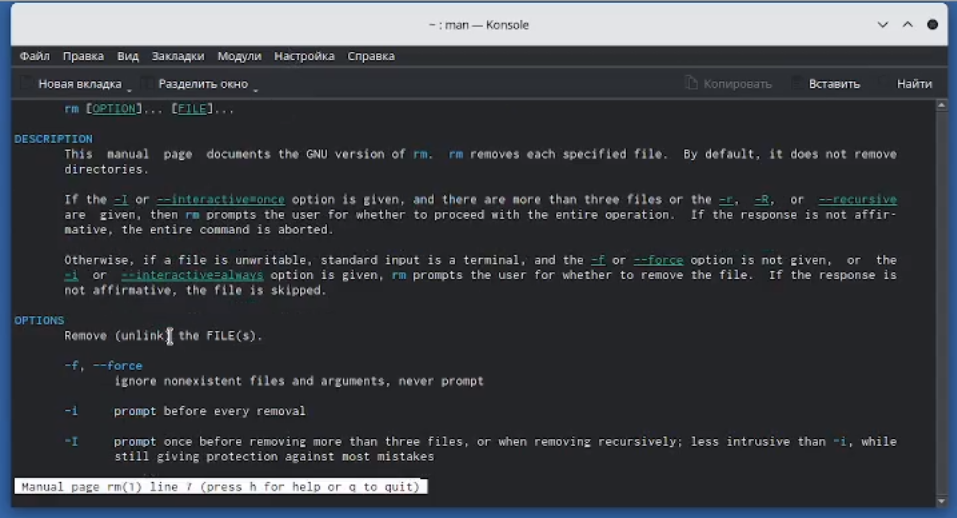 ~ : man — Konsole
Файл Правка Вид Закладки Модули Настройка Справка
Новая вкладка Разделить окно Копировать Вставить Найти
rm [OPTION]... [FILE]...
DESCRIPTION
This manual page documents the GNU version of rm. rm removes each specified file. By default, it does not remove
directories.
If the -I or --interactive=once option is given, and there are more than three files or the -r, -R, or --recursive
are given, then rm prompts the user for whether to proceed with the entire operation. If the response is not affir-
mative, the entire command is aborted.
Otherwise, if a file is unwritable, standard input is a terminal, and the -f or --force option is not given, or the
-i or --interactive=always option is given, rm prompts the user for whether to remove the file. If the response is
not affirmative, the file is skipped.
OPTIONS
Remove (unlink) the FILE(s).
-f, --force
ignore nonexistent files and arguments, never prompt
-i prompt before every removal
-I prompt once before removing more than three files, or when removing recursively; less intrusive than -i, while
still giving protection against most mistakes
Manual page rm(1) line 7 (press h for help or q to quit)